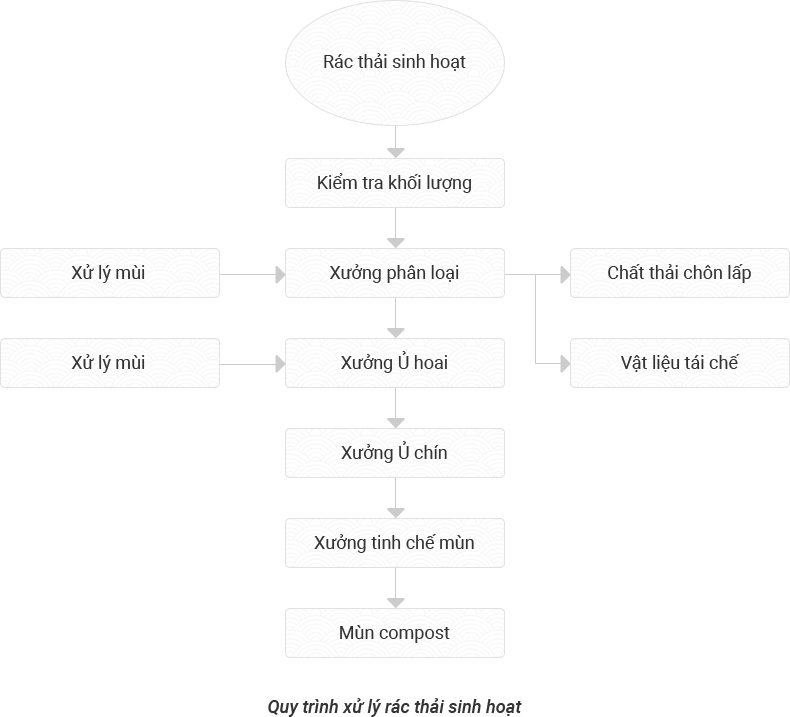 Rác thải sinh hoạt
Kiểm tra khối lượng
Xử lý mùi
Xưởng phân loại
Chất thải chôn lấp
Xử lý mùi
Xưởng Ủ hoai
Vật liệu tái chế
Xưởng Ủ chín
Xưởng tinh chế mùn
Mùn compost
Quy trình xử lý rác thải sinh hoạt